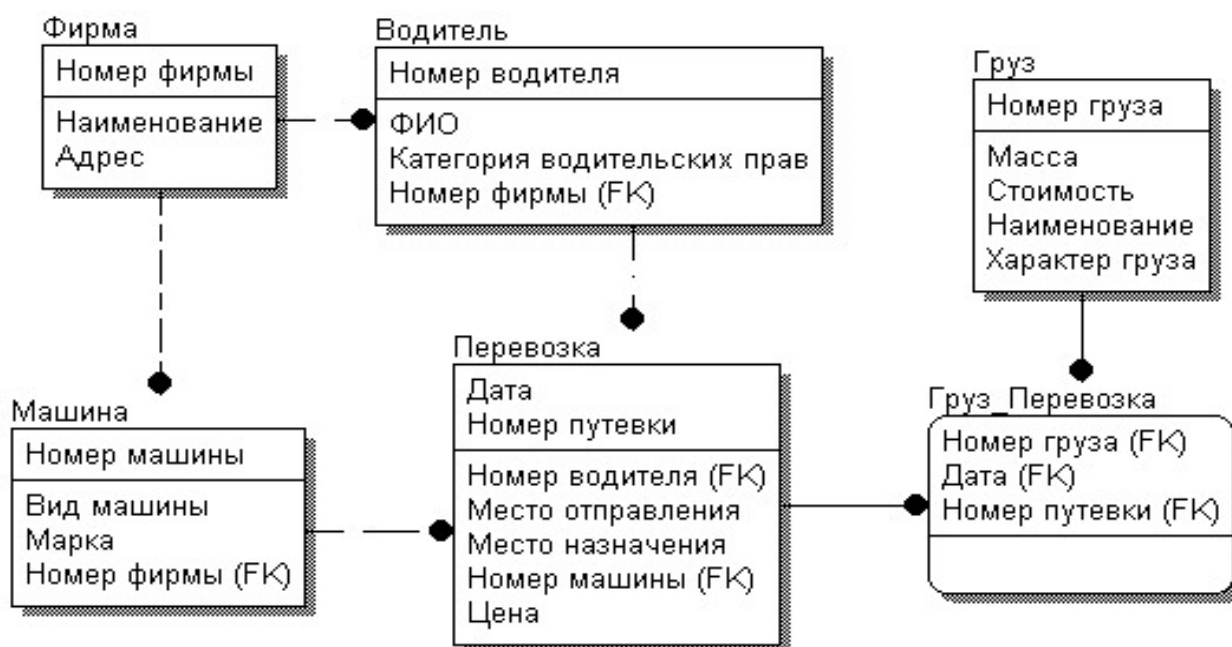 Фирма
Номер фирмы
Наименование
Адрес
Водитель
Номер водителя
ФИО
Категория водительских прав
Номер фирмы (FK)
Груз
Номер груза
Масса
Стоимость
Наименование
Характер груза
Машина
Номер машины
Вид машины
Марка
Номер фирмы (FK)
Перевозка
Дата
Номер путевки
Номер водителя (FK)
Место отправления
Место назначения
Номер машины (FK)
Цена
Груз_Перевозка
Номер груза (FK)
Дата (FK)
Номер путевки (FK)